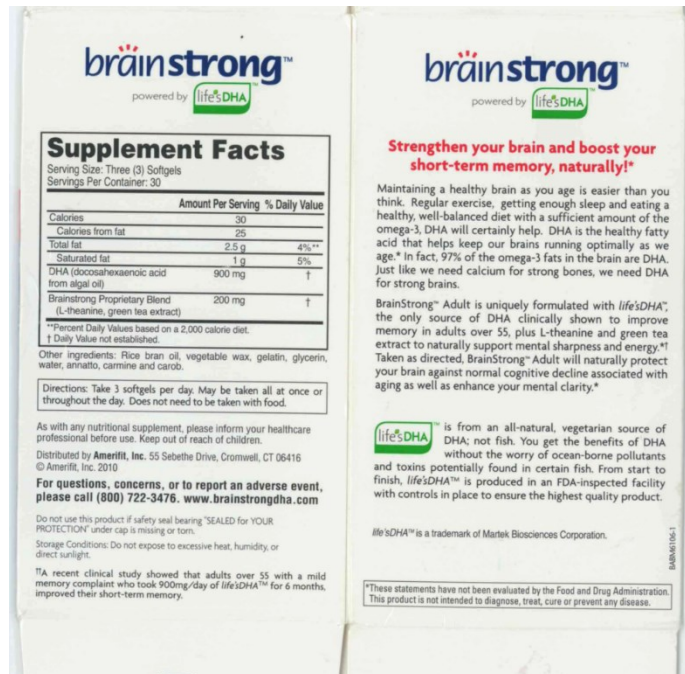 brainstrong™
powered by life'sDHA™
Supplement Facts
Serving Size: Three (3) Softgels
Servings Per Container: 30
Amount Per Serving % Daily Value
Calories 30
Calories from fat 25
Total fat 2.5 g 4%**
Saturated fat 1 g 5%
DHA (docosahexaenoic acid 900 mg †
from algal oil)
Brainstrong Proprietary Blend 200 mg †
(L-theanine, green tea extract)
**Percent Daily Values based on a 2,000 calorie diet.
† Daily Value not established.
Other ingredients: Rice bran oil, vegetable wax, gelatin, glycerin,
water, annatto, carmine and carob.
Directions: Take 3 softgels per day. May be taken all at once or
throughout the day. Does not need to be taken with food.
As with any nutritional supplement, please inform your healthcare
professional before use. Keep out of reach of children.
Distributed by Amerifit, Inc. 55 Sebethe Drive, Cromwell, CT 06416
© Amerifit, Inc. 2010
For questions, concerns, or to report an adverse event,
please call (800) 722-3476. www.brainstrongdha.com
Do not use this product if safety seal bearing "SEALED for YOUR
PROTECTION" under cap is missing or torn.
Storage Conditions: Do not expose to excessive heat, humidity, or
direct sunlight.
††A recent clinical study showed that adults over 55 with a mild
memory complaint who took 900mg/day of life'sDHA™ for 6 months,
improved their short-term memory.
brainstrong™
powered by life'sDHA™
Strengthen your brain and boost your
short-term memory, naturally!*
Maintaining a healthy brain as you age is easier than you
think. Regular exercise, getting enough sleep and eating a
healthy, well-balanced diet with a sufficient amount of the
omega-3, DHA will certainly help. DHA is the healthy fatty
acid that helps keep our brains running optimally as we
age.* In fact, 97% of the omega-3 fats in the brain are DHA.
Just like we need calcium for strong bones, we need DHA
for strong brains.
BrainStrong™ Adult is uniquely formulated with life'sDHA™,
the only source of DHA clinically shown to improve
memory in adults over 55, plus L-theanine and green tea
extract to naturally support mental sharpness and energy.*†
Taken as directed, BrainStrong™ Adult will naturally protect
your brain against normal cognitive decline associated with
aging as well as enhance your mental clarity.*
life'sDHA™ is from an all-natural, vegetarian source of
DHA; not fish. You get the benefits of DHA
without the worry of ocean-borne pollutants
and toxins potentially found in certain fish. From start to
finish, life'sDHA™ is produced in an FDA-inspected facility
with controls in place to ensure the highest quality product.
life'sDHA™ is a trademark of Martek Biosciences Corporation.
BABM6106-1
*These statements have not been evaluated by the Food and Drug Administration.
This product is not intended to diagnose, treat, cure or prevent any disease.